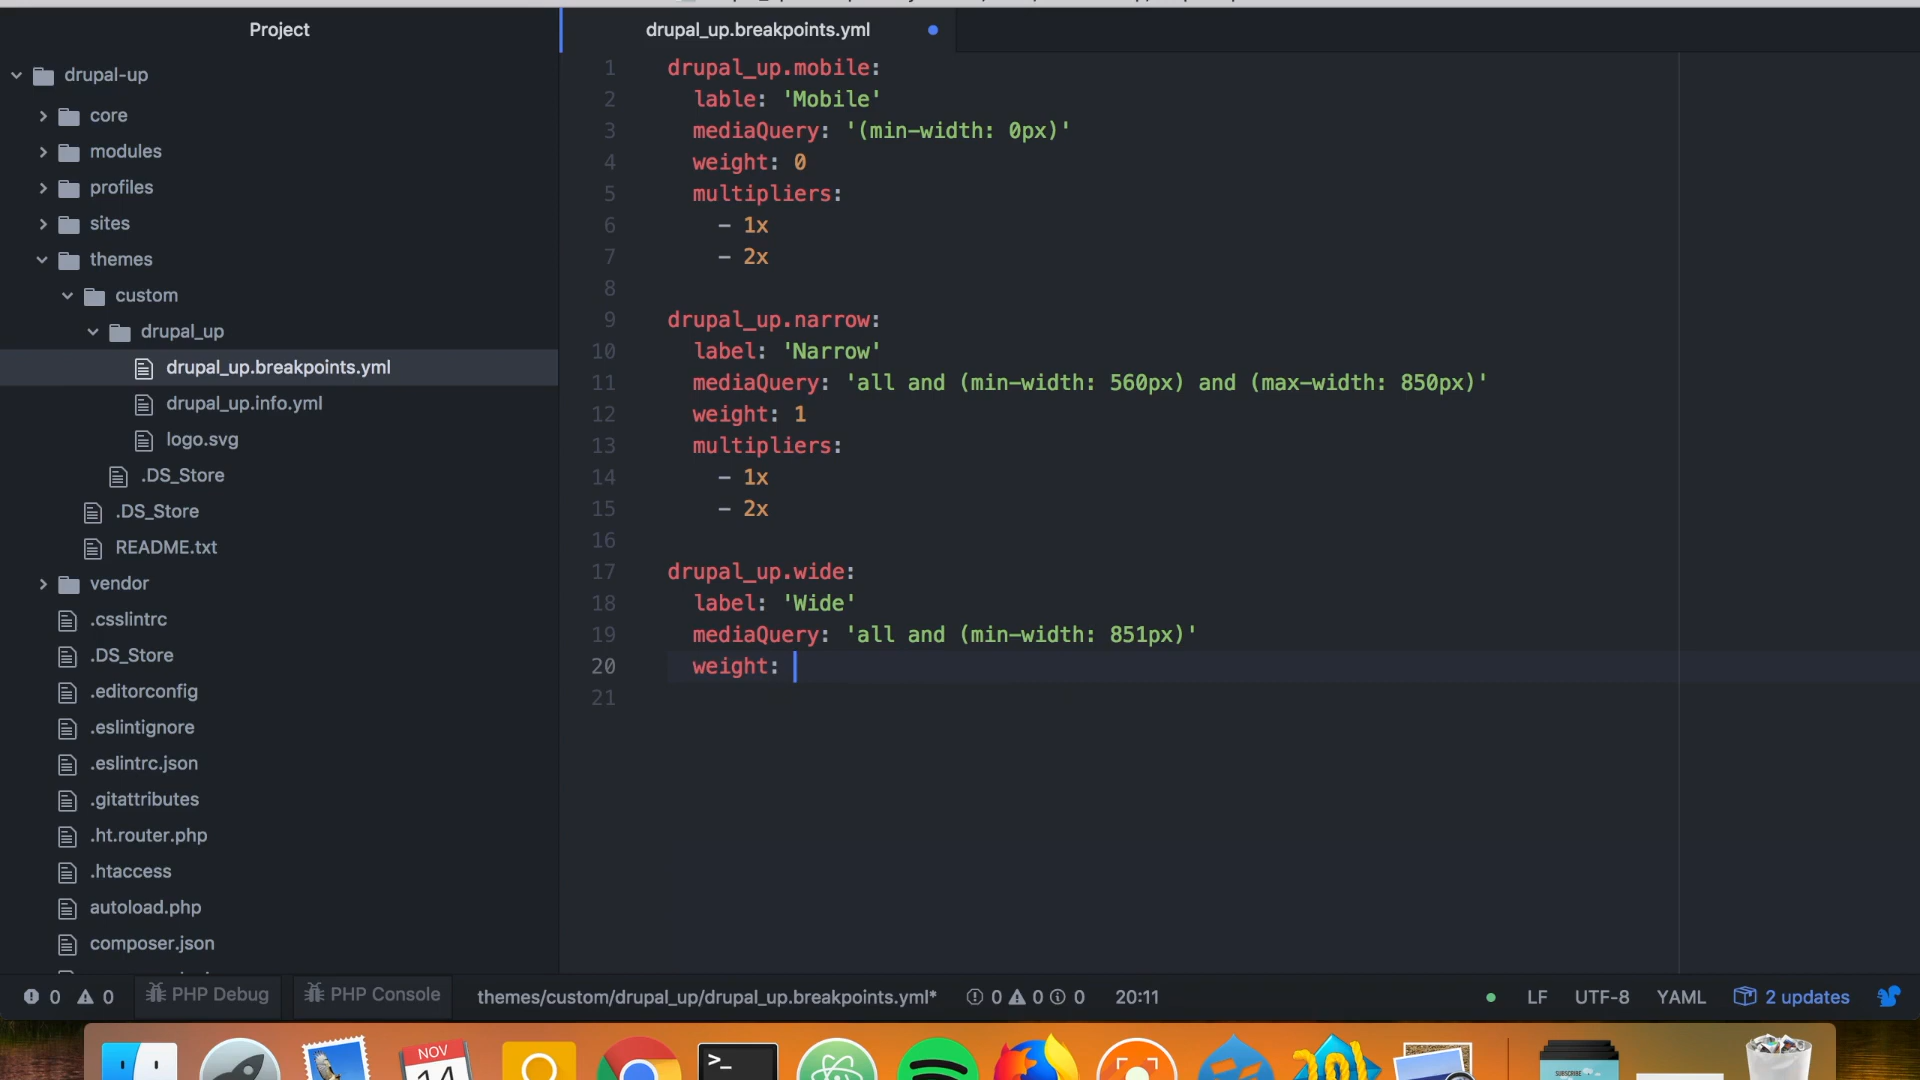 Project
drupal-up
core
modules
profiles
sites
themes
custom
drupal_up
drupal_up.breakpoints.yml
drupal_up.info.yml
logo.svg
.DS_Store
.DS_Store
README.txt
vendor
.csslintrc
.DS_Store
.editorconfig
.eslintignore
.eslintrc.json
.gitattributes
.ht.router.php
.htaccess
autoload.php
composer.json
drupal_up.breakpoints.yml
1 drupal_up.mobile:
2 lable: 'Mobile'
3 mediaQuery: '(min-width: 0px)'
4 weight: 0
5 multipliers:
6 - 1x
7 - 2x
8
9 drupal_up.narrow:
10 label: 'Narrow'
11 mediaQuery: 'all and (min-width: 560px) and (max-width: 850px)'
12 weight: 1
13 multipliers:
14 - 1x
15 - 2x
16
17 drupal_up.wide:
18 label: 'Wide'
19 mediaQuery: 'all and (min-width: 851px)'
20 weight:
21
0 0 PHP Debug PHP Console themes/custom/drupal_up/drupal_up.breakpoints.yml* 0 0 0 20:11 LF UTF-8 YAML 2 updates
NOV
14
>_
SUBSCRIBE